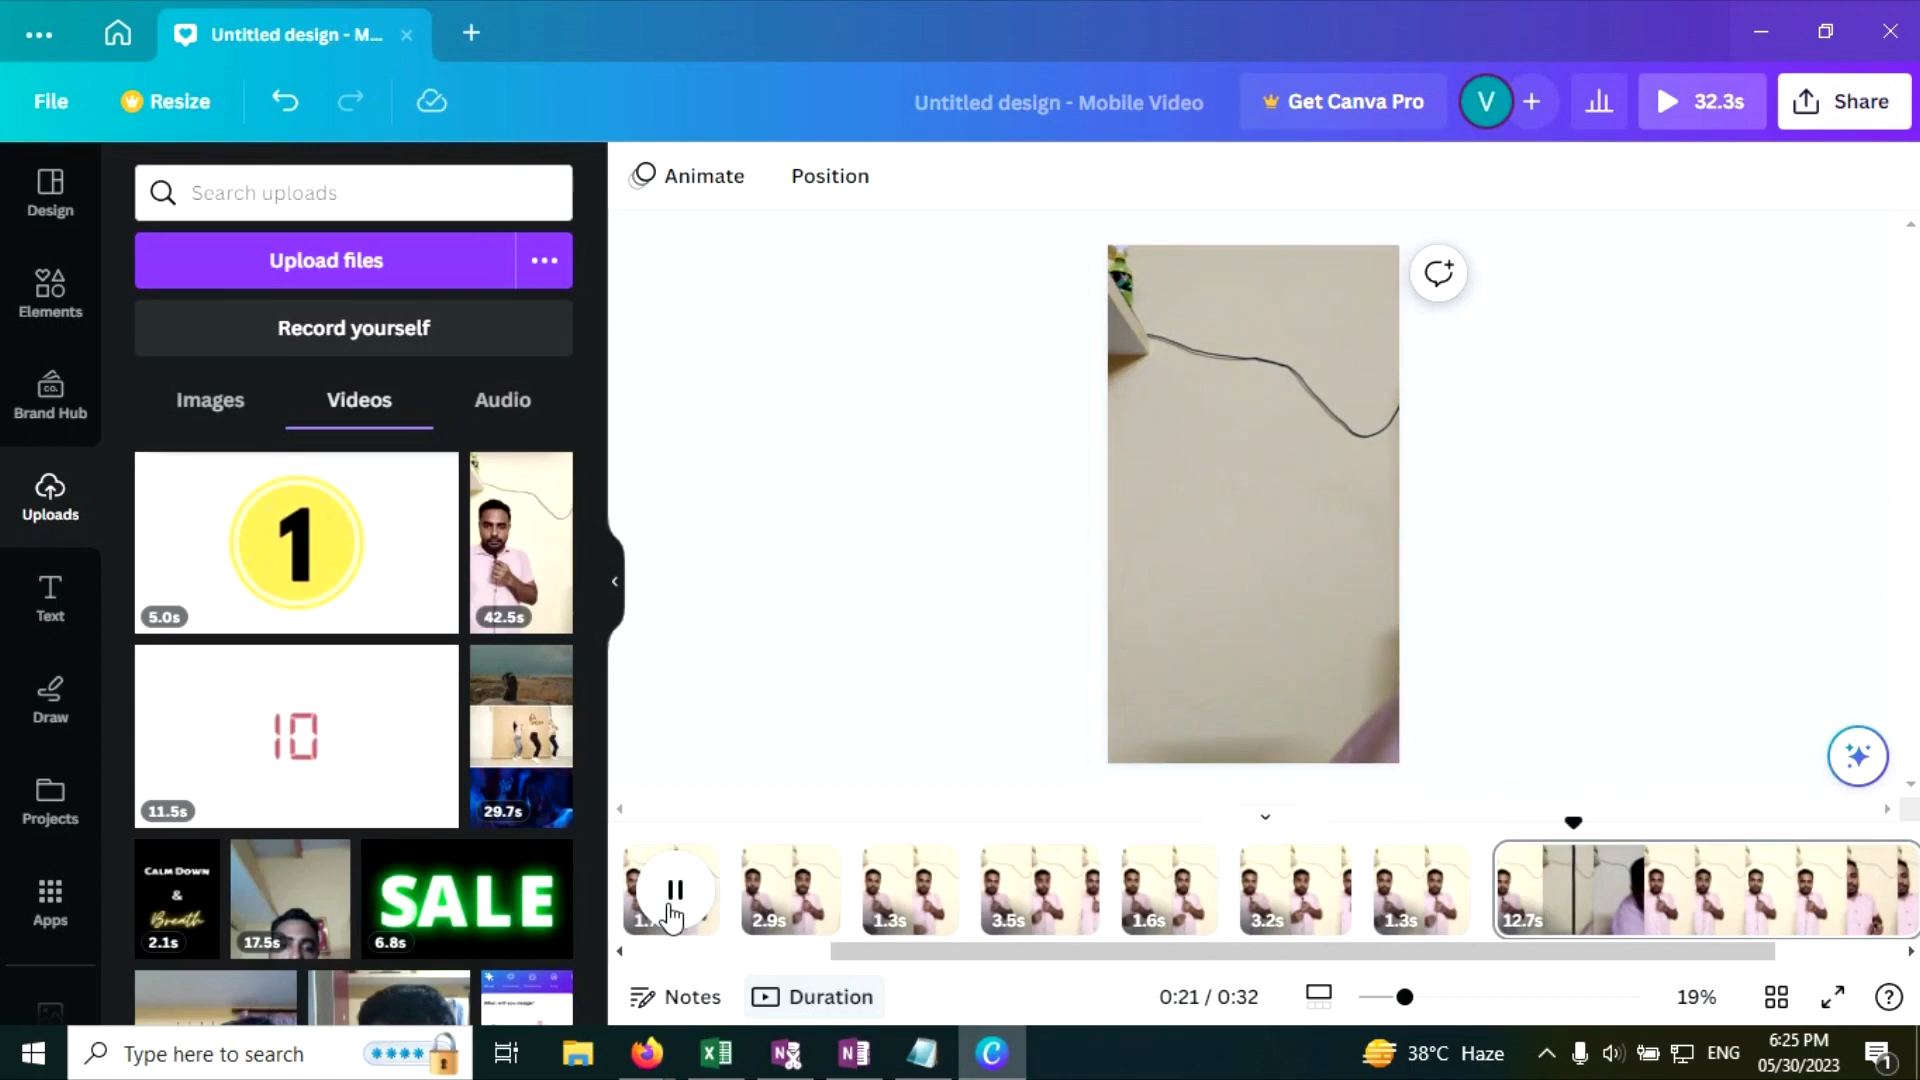 Untitled design - M...
File
Resize
Untitled design - Mobile Video
Get Canva Pro
V
32.3s
Share
Design
Elements
CO.
Brand Hub
Uploads
Text
Draw
Projects
Apps
Search uploads
Upload files
Record yourself
Images
Videos
Audio
1
5.0s
42.5s
10
11.5s
29.7s
CALM DOWN
&
Breath
2.1s
17.5s
SALE
6.8s
Animate
Position
2.9s
1.3s
3.5s
1.6s
3.2s
1.3s
12.7s
Notes
Duration
0:21 / 0:32
19%
Type here to search
38°C Haze
ENG
6:25 PM
05/30/2023
1